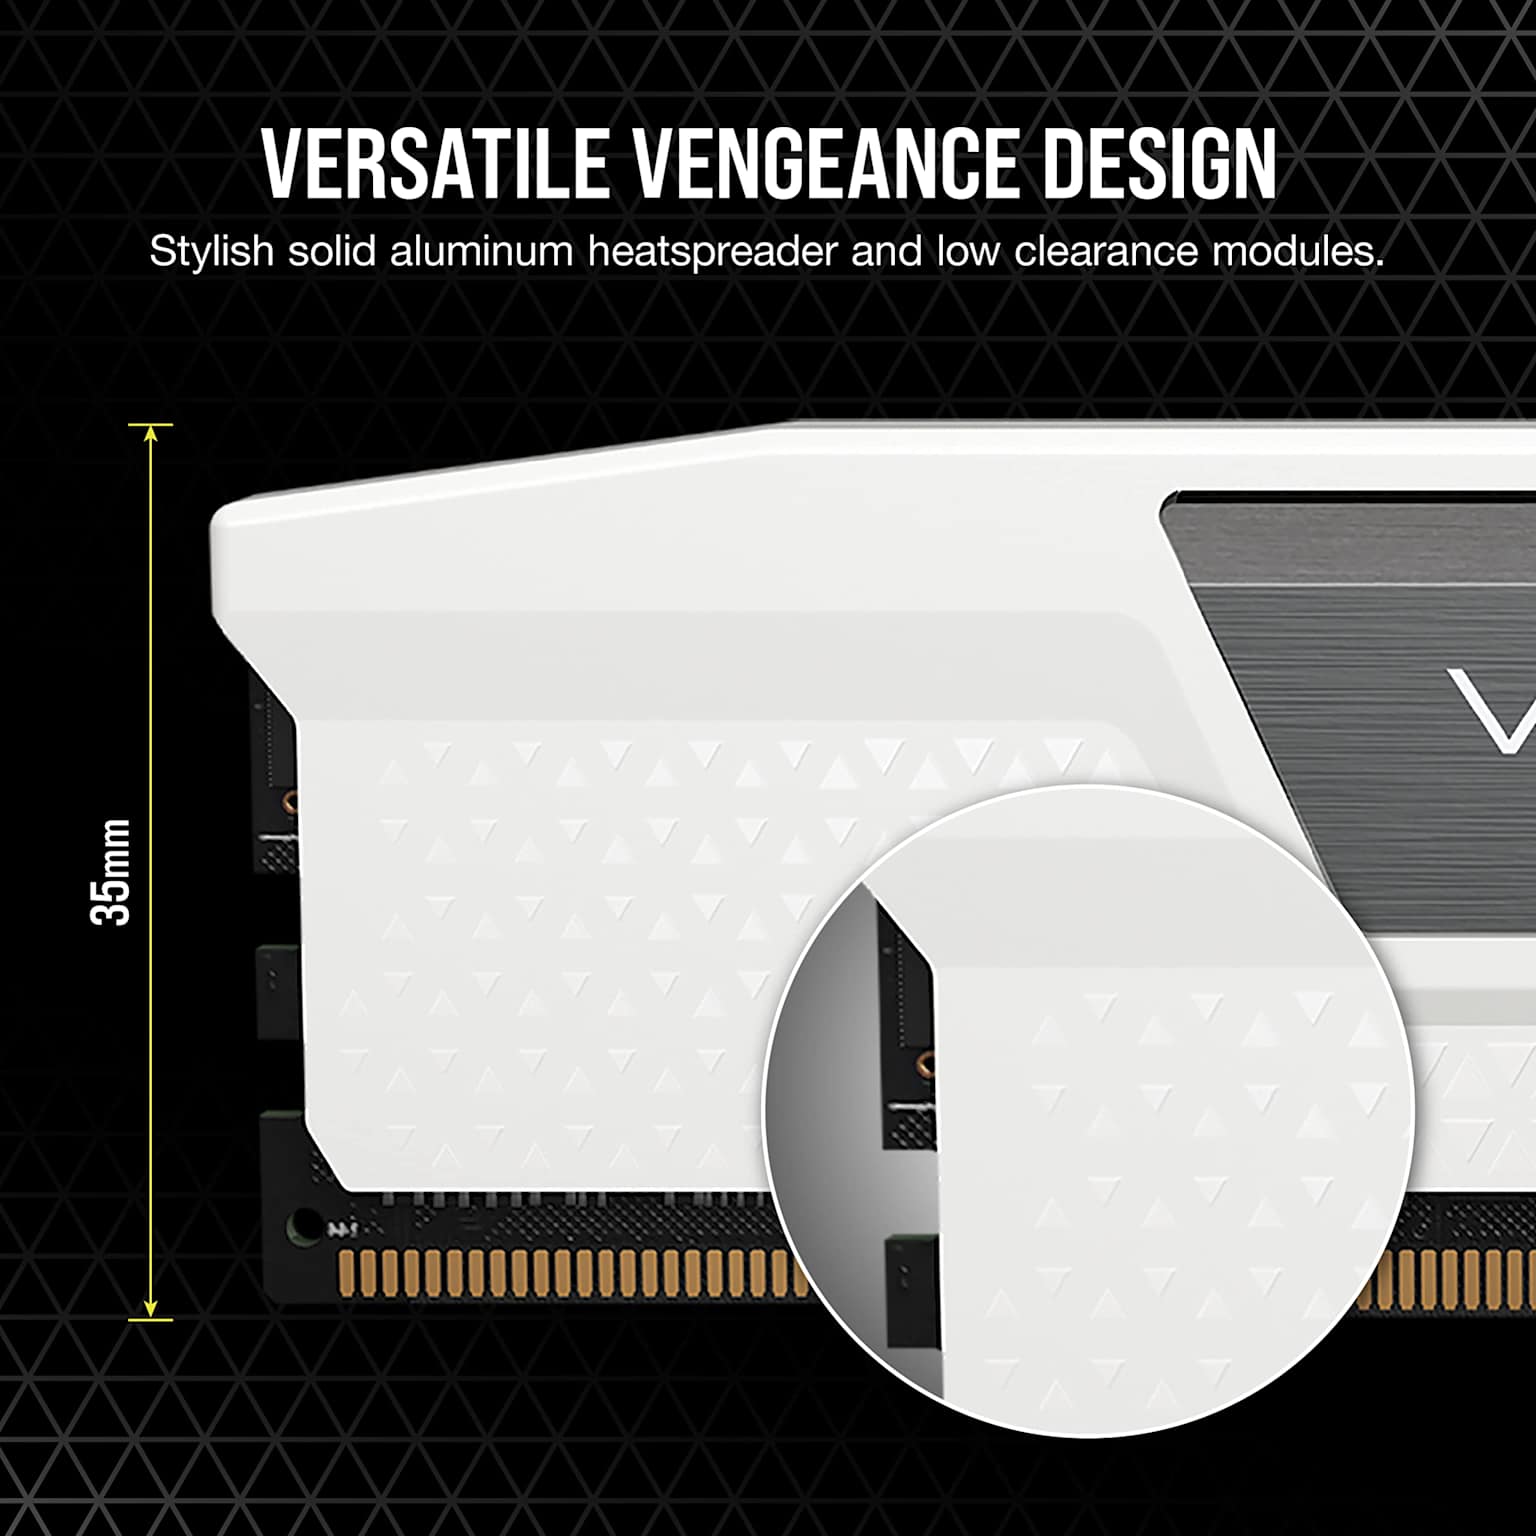 VERSATILE VENGEANCE DESIGN
Stylish solid aluminum heatspreader and low clearance modules.
35mm
V